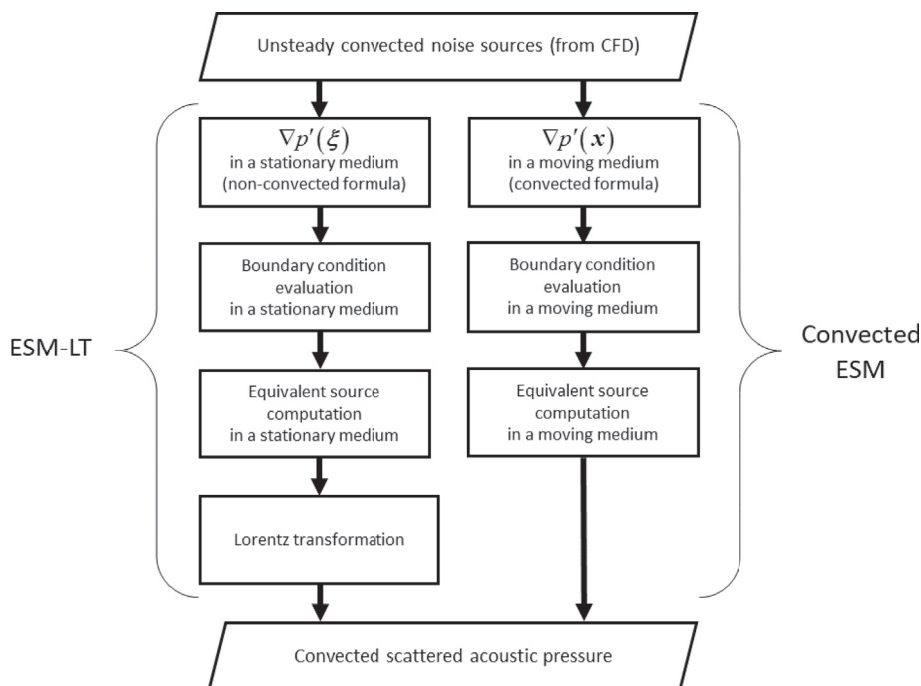 Unsteady convected noise sources (from CFD)
∇p′(ξ)
in a stationary medium
(non-convected formula)
∇p′(x)
in a moving medium
(convected formula)
Boundary condition
evaluation
in a stationary medium
Boundary condition
evaluation
in a moving medium
ESM-LT
Convected
ESM
Equivalent source
computation
in a stationary medium
Equivalent source
computation
in a moving medium
Lorentz transformation
Convected scattered acoustic pressure